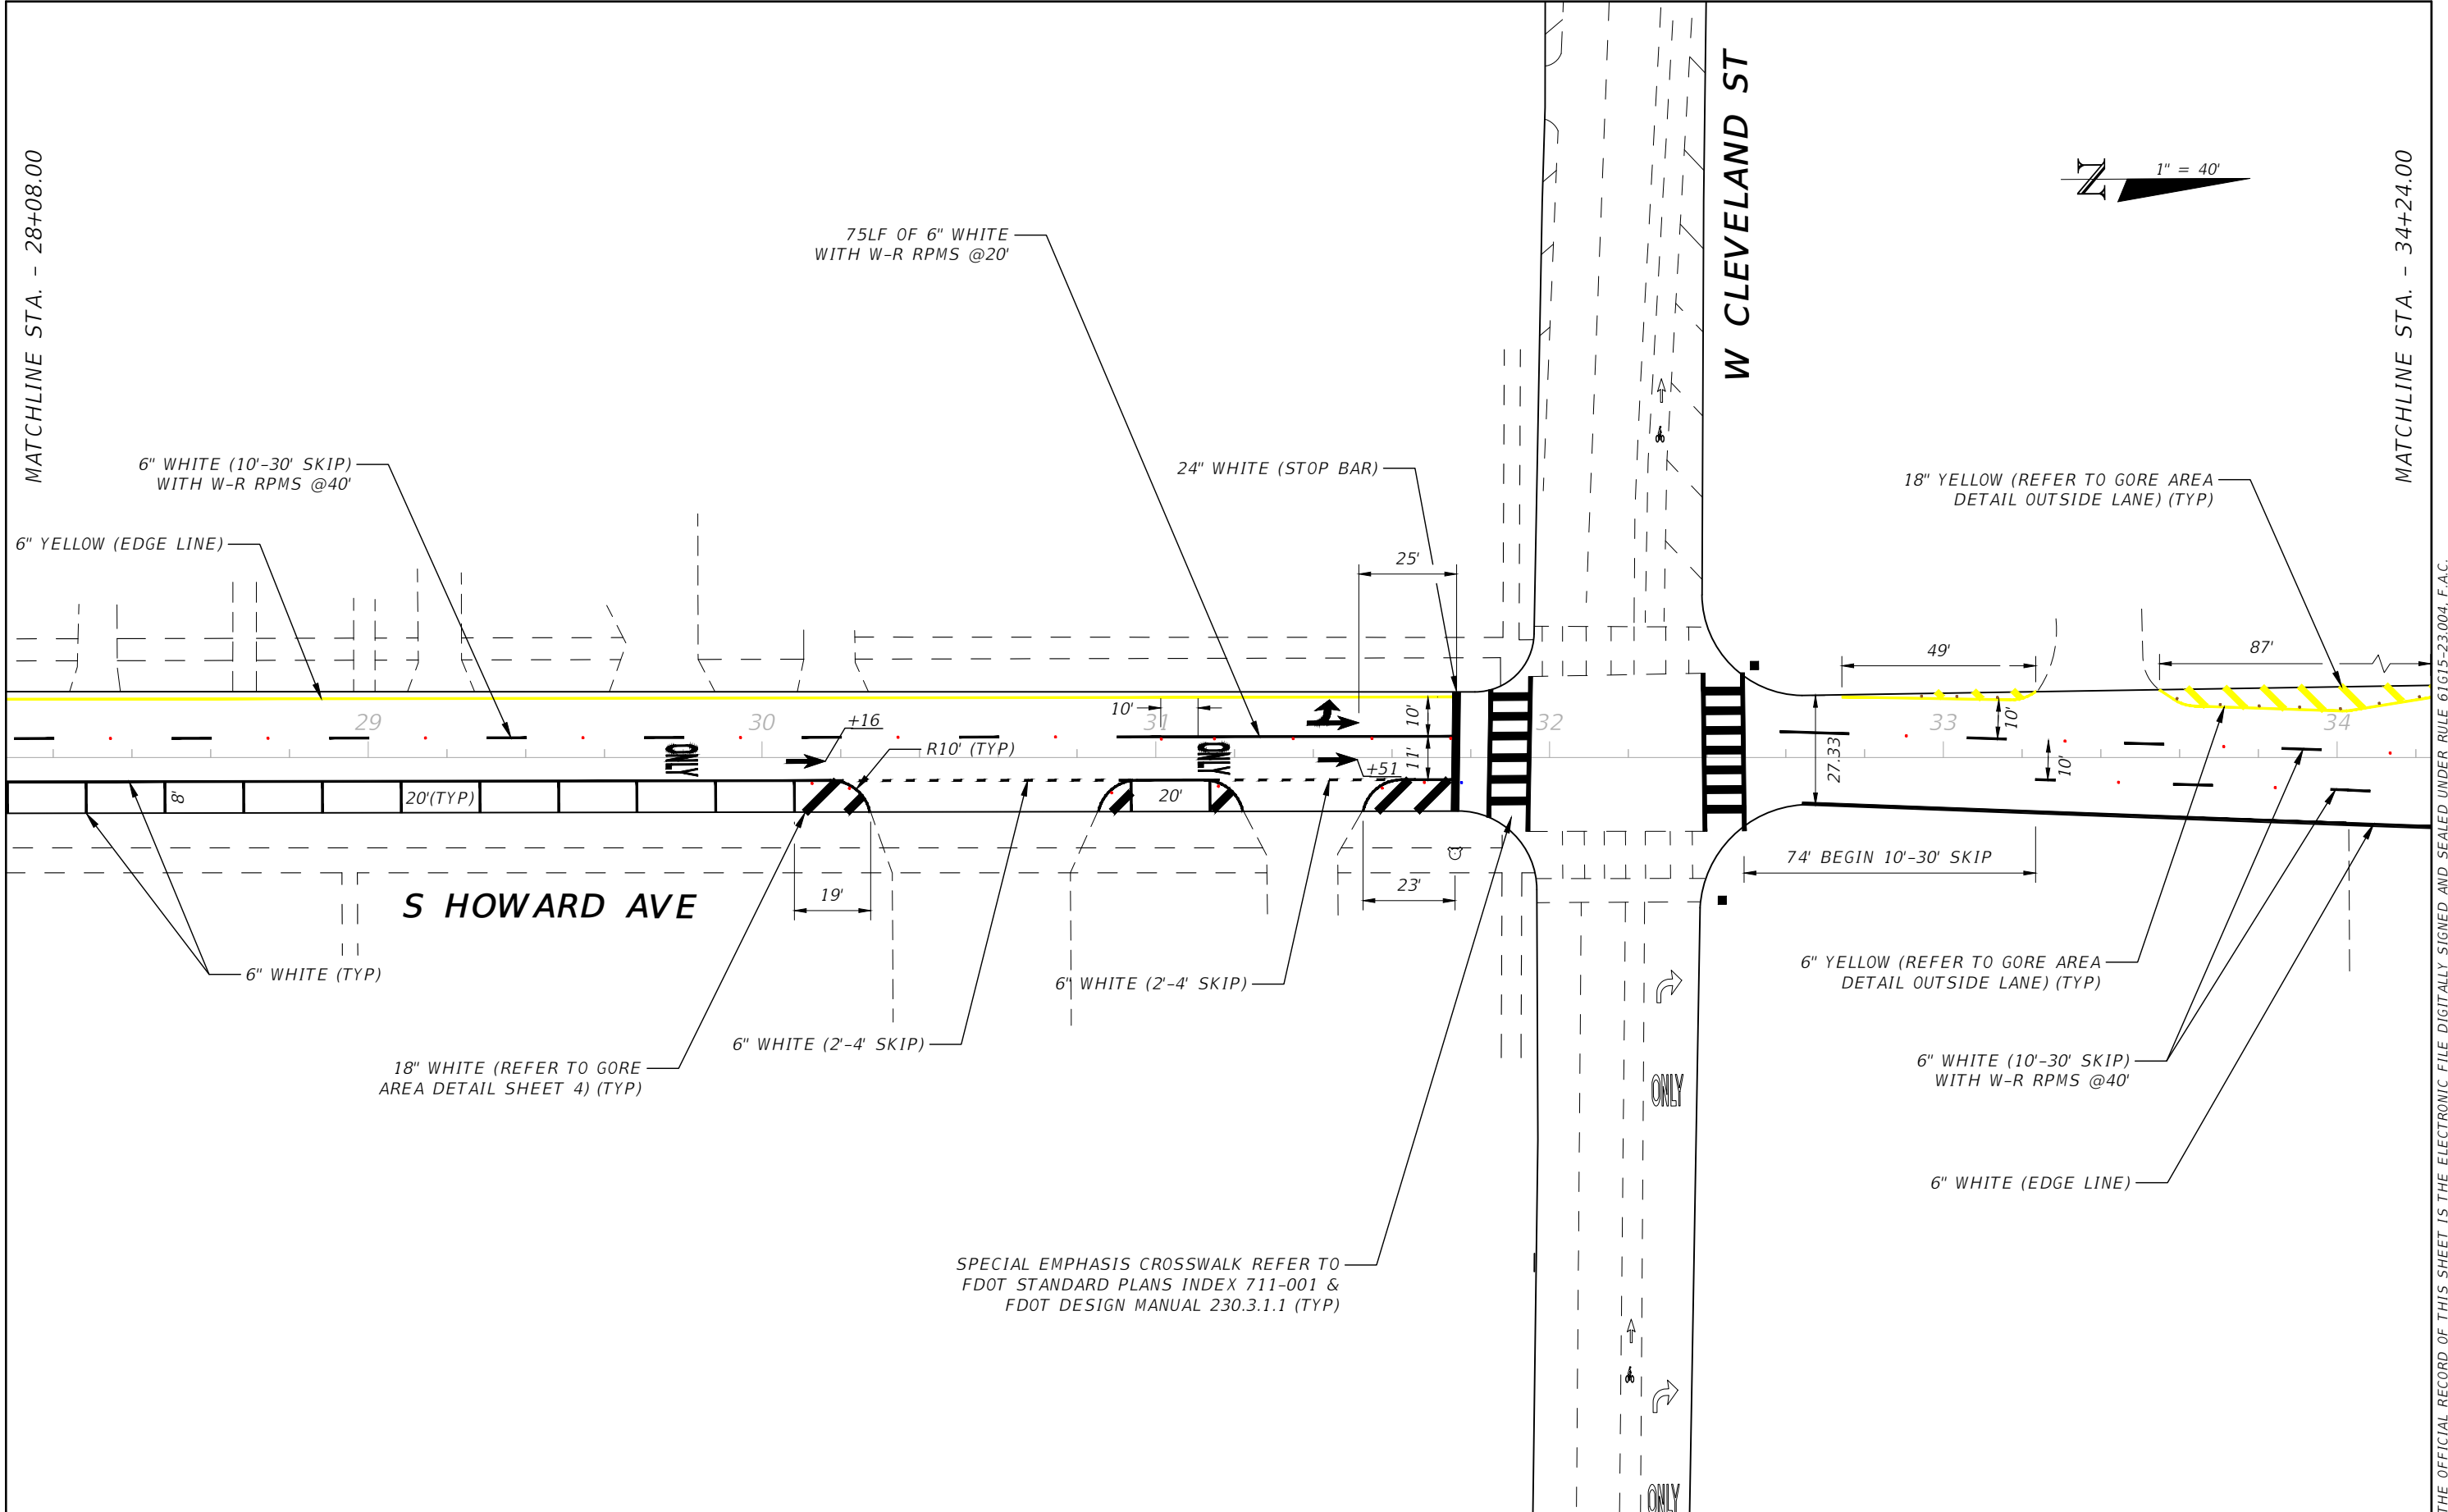 MATCHLINE STA. - 28+08.00
W CLEVELAND ST
N
1" = 40'
MATCHLINE STA. - 34+24.00
75LF OF 6" WHITE
WITH W-R RPMS @20'
6" WHITE (10'-30' SKIP)
WITH W-R RPMS @40'
24" WHITE (STOP BAR)
18" YELLOW (REFER TO GORE AREA
DETAIL OUTSIDE LANE) (TYP)
6" YELLOW (EDGE LINE)
25'
49'
87'
29
+16
30
10'
31
10'
32
33
10'
34
ONLY
R10' (TYP)
ONLY
11'
+51
27.33
10'
8'
20'(TYP)
20'
19'
23'
74' BEGIN 10'-30' SKIP
S HOWARD AVE
6" WHITE (TYP)
6" WHITE (2'-4' SKIP)
6" YELLOW (REFER TO GORE AREA
DETAIL OUTSIDE LANE) (TYP)
6" WHITE (2'-4' SKIP)
18" WHITE (REFER TO GORE
AREA DETAIL SHEET 4) (TYP)
ONLY
6" WHITE (10'-30' SKIP)
WITH W-R RPMS @40'
6" WHITE (EDGE LINE)
SPECIAL EMPHASIS CROSSWALK REFER TO
FDOT STANDARD PLANS INDEX 711-001 &
FDOT DESIGN MANUAL 230.3.1.1 (TYP)
ONLY
THE OFFICIAL RECORD OF THIS SHEET IS THE ELECTRONIC FILE DIGITALLY SIGNED AND SEALED UNDER RULE 61G15-23.004, F.A.C.